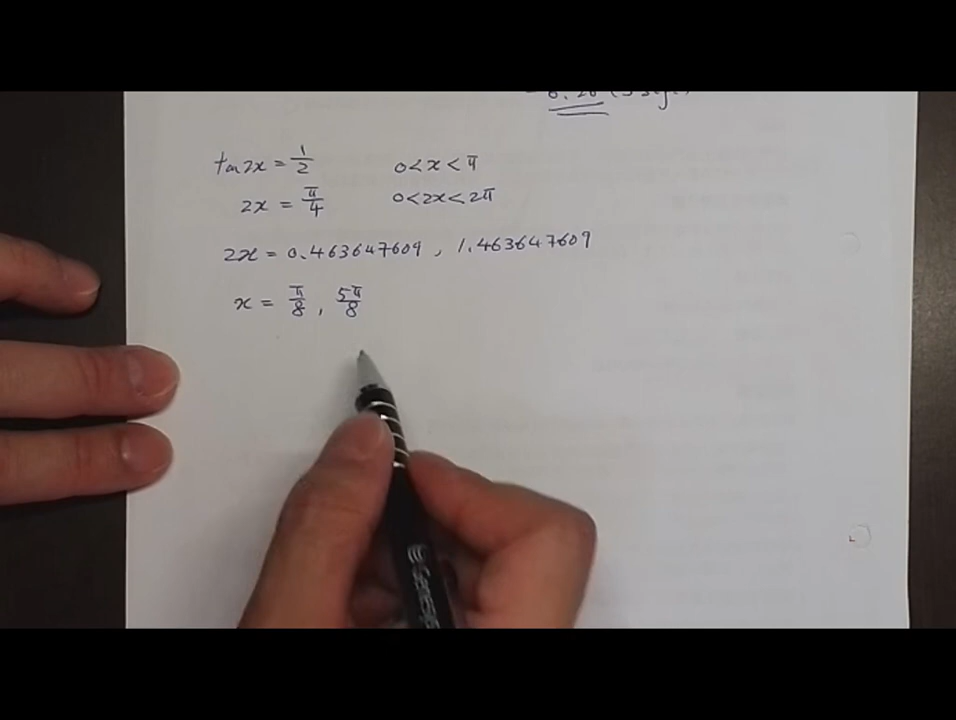 tan2x = 1/2 0<x<π
2x = π/4 0<2x<2π
2x = 0.463647609 , 1.463647609
x = π/8 , 5π/8